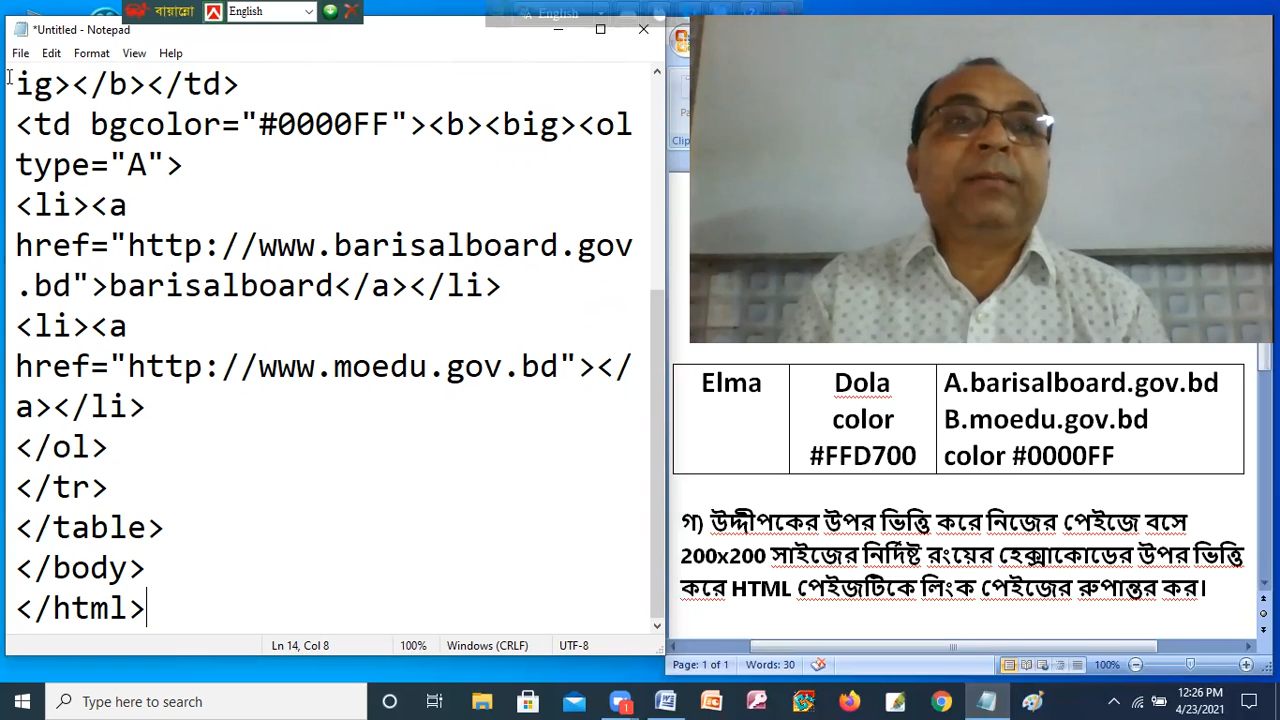 বায়ান্নো English
English
*Untitled - Notepad
File Edit Format View Help
ig></b></td>
<td bgcolor="#0000FF"><b><big><ol
type="A">
<li><a
href="http://www.barisalboard.gov
.bd">barisalboard</a></li>
<li><a
href="http://www.moedu.gov.bd"></
a></li>
</ol>
</tr>
</table>
</body>
</html>
Ln 14, Col 8 100% Windows (CRLF) UTF-8
Pa
Clip
Elma
Dola
color
#FFD700
A.barisalboard.gov.bd
B.moedu.gov.bd
color #0000FF
গ) উদ্দীপকের উপর ভিত্তি করে নিজের পেইজে বসে
200x200 সাইজের নির্দিষ্ট রংয়ের হেক্সাকোডের উপর ভিত্তি
করে HTML পেইজটিকে লিংক পেইজের রুপান্তর কর।
Page: 1 of 1 Words: 30 100%
Type here to search
1
12:26 PM
4/23/2021